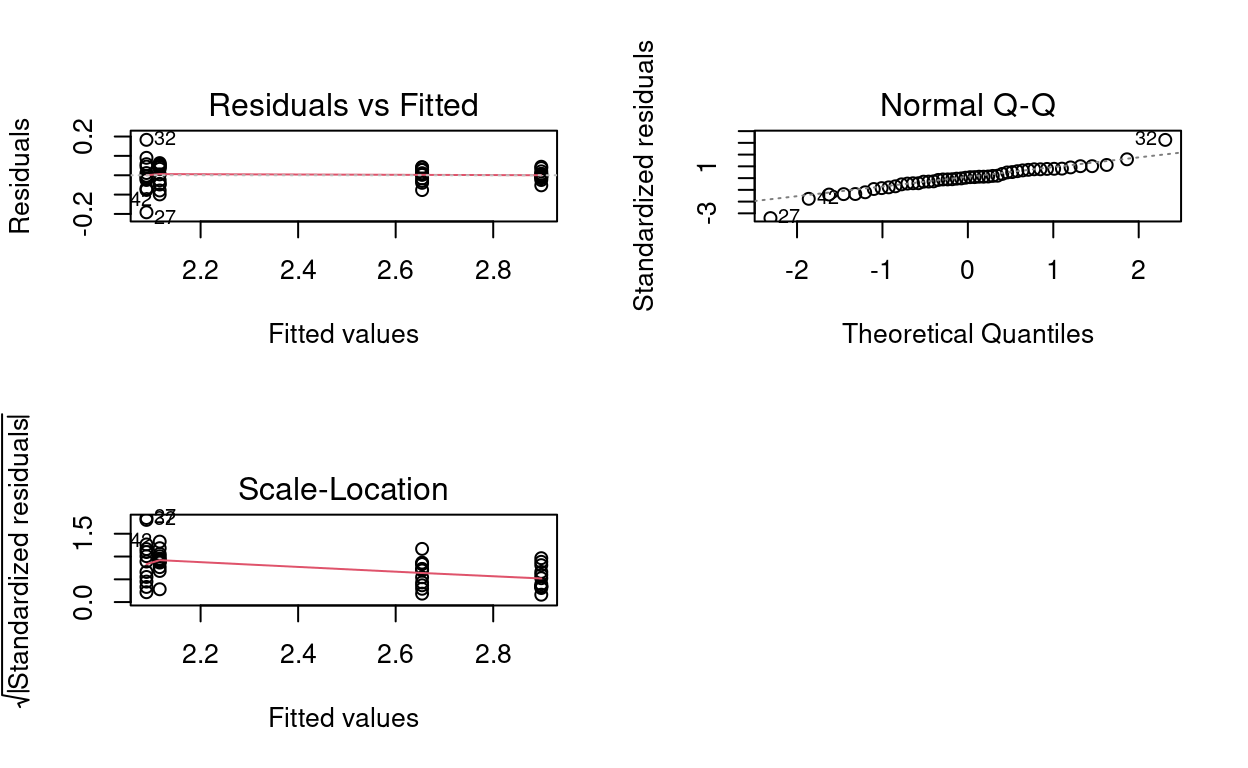 Residuals vs Fitted
Residuals
0.2
-0.2
32
42
27
2.2 2.4 2.6 2.8
Fitted values
Normal Q-Q
Standardized residuals
1
-3
32
42
27
-2 -1 0 1 2
Theoretical Quantiles
Scale-Location
√|Standardized residuals|
1.5
0.0
2.2 2.4 2.6 2.8
Fitted values